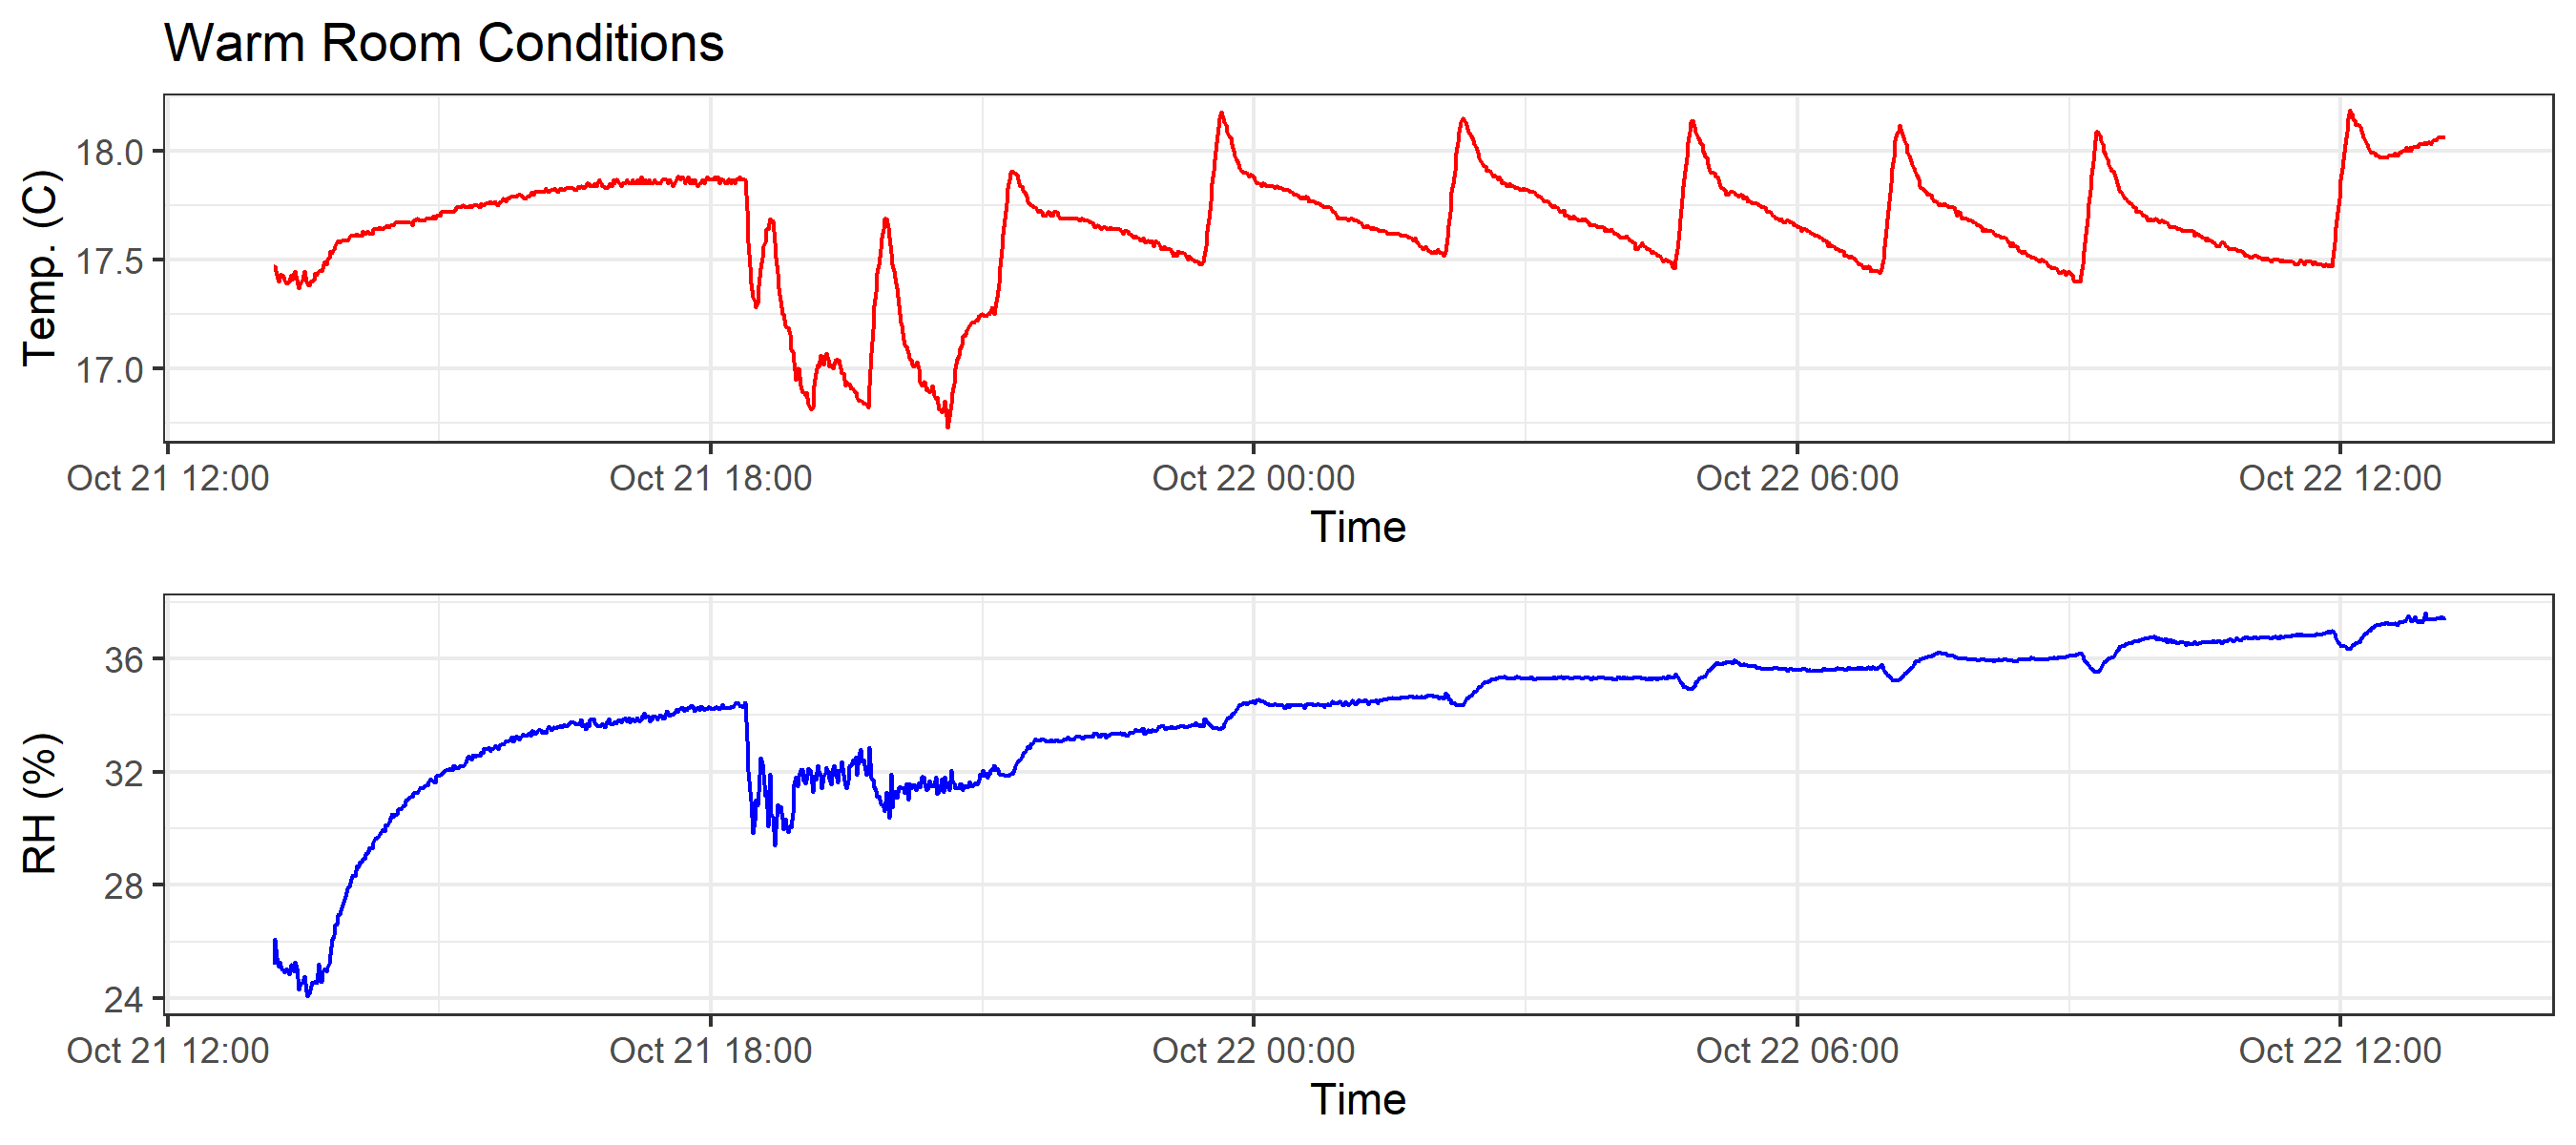 Warm Room Conditions
Temp. (C)
18.0
17.5
17.0
Oct 21 12:00 Oct 21 18:00 Oct 22 00:00 Oct 22 06:00 Oct 22 12:00
Time
RH (%)
36
32
28
24
Oct 21 12:00 Oct 21 18:00 Oct 22 00:00 Oct 22 06:00 Oct 22 12:00
Time